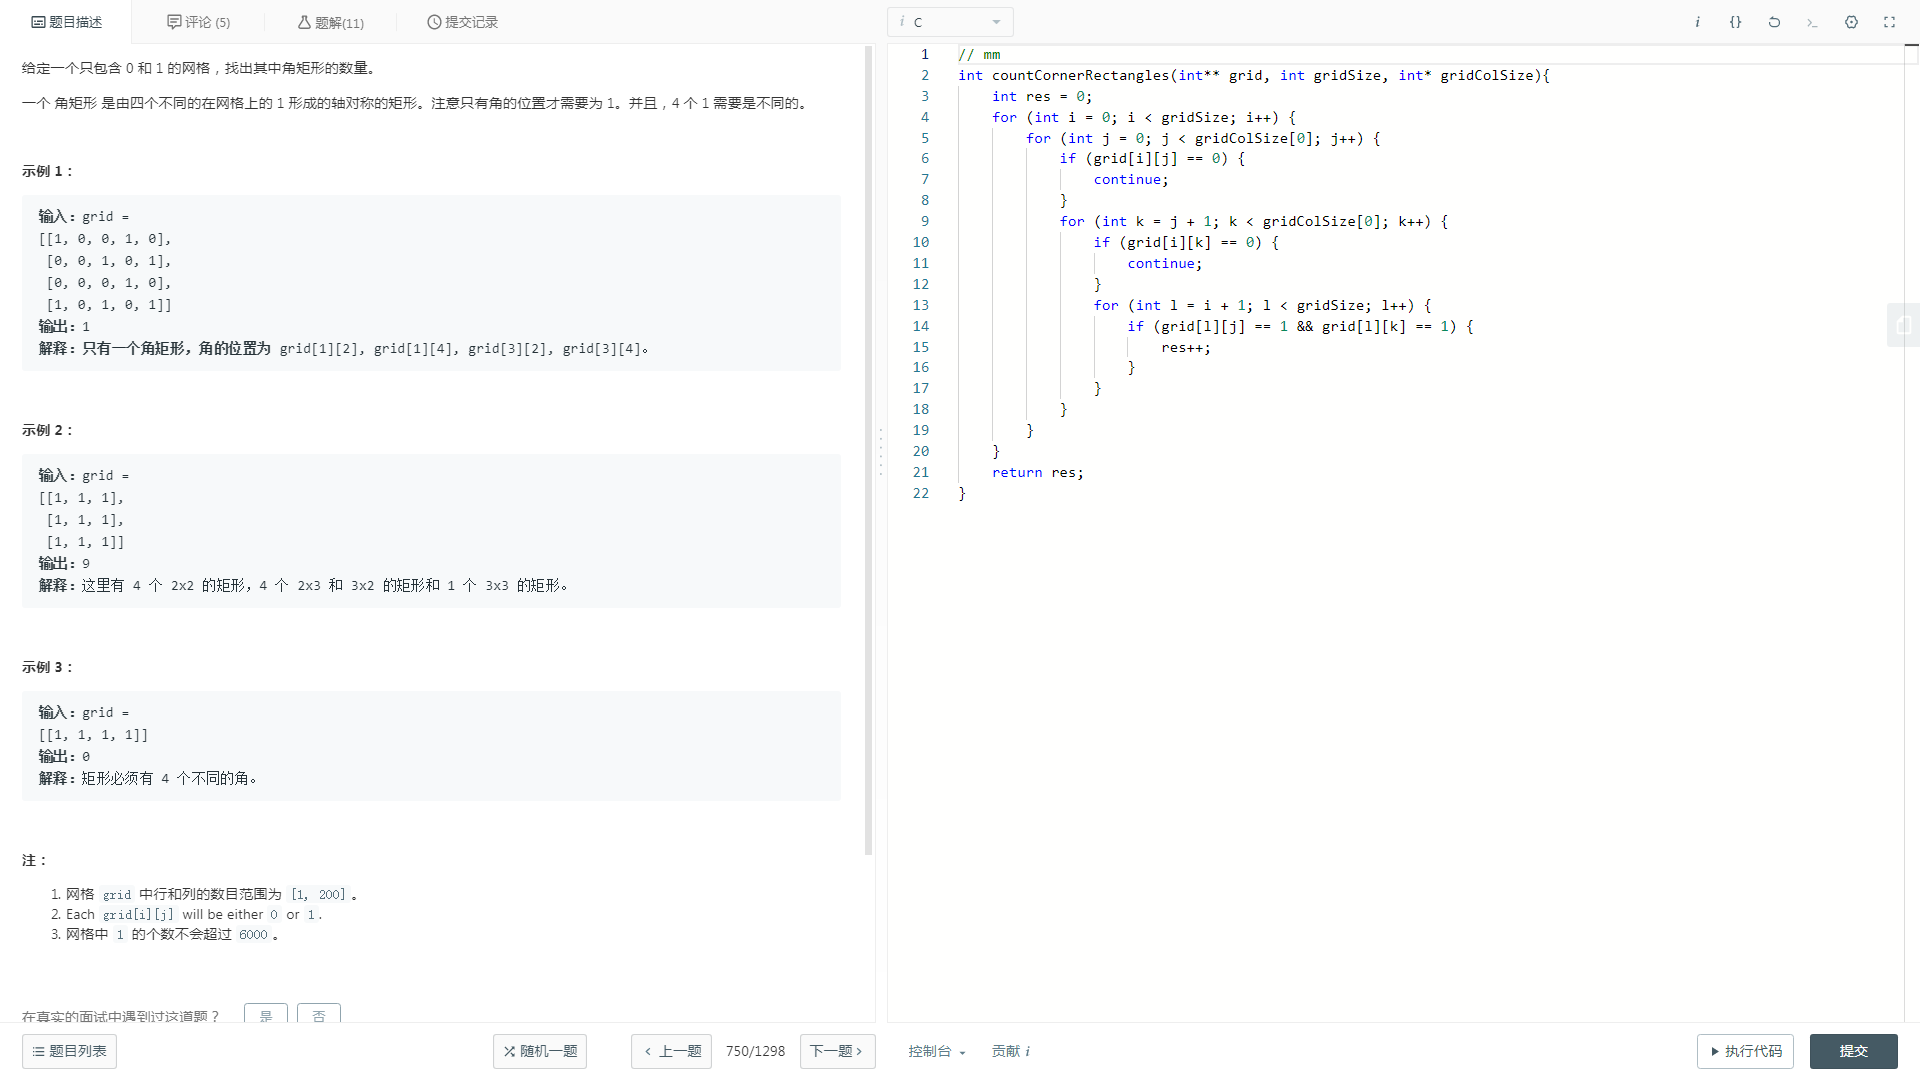 题目描述
评论 (5)
题解(11)
提交记录
给定一个只包含 0 和 1 的网格，找出其中角矩形的数量。
一个 角矩形 是由四个不同的在网格上的 1 形成的轴对称的矩形。注意只有角的位置才需要为 1。并且，4 个 1 需要是不同的。
示例 1：
输入：grid =
[[1, 0, 0, 1, 0],
 [0, 0, 1, 0, 1],
 [0, 0, 0, 1, 0],
 [1, 0, 1, 0, 1]]
输出：1
解释：只有一个角矩形，角的位置为 grid[1][2], grid[1][4], grid[3][2], grid[3][4]。
示例 2：
输入：grid =
[[1, 1, 1],
 [1, 1, 1],
 [1, 1, 1]]
输出：9
解释：这里有 4 个 2x2 的矩形，4 个 2x3 和 3x2 的矩形和 1 个 3x3 的矩形。
示例 3：
输入：grid =
[[1, 1, 1, 1]]
输出：0
解释：矩形必须有 4 个不同的角。
注：
1. 网格 grid 中行和列的数目范围为 [1, 200] 。
2. Each grid[i][j] will be either 0 or 1 .
3. 网格中 1 的个数不会超过 6000 。
在真实的面试中遇到过这道题？ 是 否
题目列表
随机一题
上一题
750/1298
下一题
i C
i {} >_
1 // mm
2 int countCornerRectangles(int** grid, int gridSize, int* gridColSize){
3     int res = 0;
4     for (int i = 0; i < gridSize; i++) {
5         for (int j = 0; j < gridColSize[0]; j++) {
6             if (grid[i][j] == 0) {
7                 continue;
8             }
9             for (int k = j + 1; k < gridColSize[0]; k++) {
10                 if (grid[i][k] == 0) {
11                     continue;
12                 }
13                 for (int l = i + 1; l < gridSize; l++) {
14                     if (grid[l][j] == 1 && grid[l][k] == 1) {
15                         res++;
16                     }
17                 }
18             }
19         }
20     }
21     return res;
22 }
控制台
贡献 i
执行代码
提交